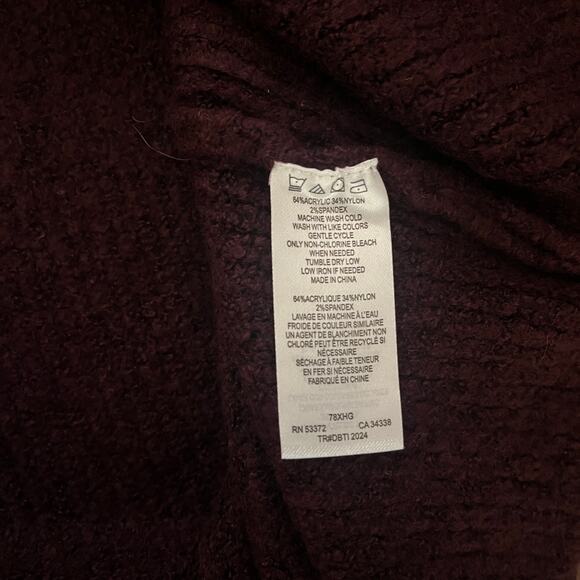 64%ACRYLIC 34%NYLON
2%SPANDEX
MACHINE WASH COLD
WASH WITH LIKE COLORS
GENTLE CYCLE
ONLY NON-CHLORINE BLEACH
WHEN NEEDED
TUMBLE DRY LOW
LOW IRON IF NEEDED
MADE IN CHINA
64%ACRYLIQUE 34%NYLON
2%SPANDEX
LAVAGE EN MACHINE À L'EAU
FROIDE DE COULEUR SIMILAIRE
UN AGENT DE BLANCHIMENT NON
CHLORÉ PEUT ÊTRE RECYCLÉ SI
NÉCESSAIRE
SÉCHAGE À FAIBLE TENEUR
EN FER SI NÉCESSAIRE
FABRIQUÉ EN CHINE
78XHG
RN 53372 CA 34338
TR#DBTI 2024